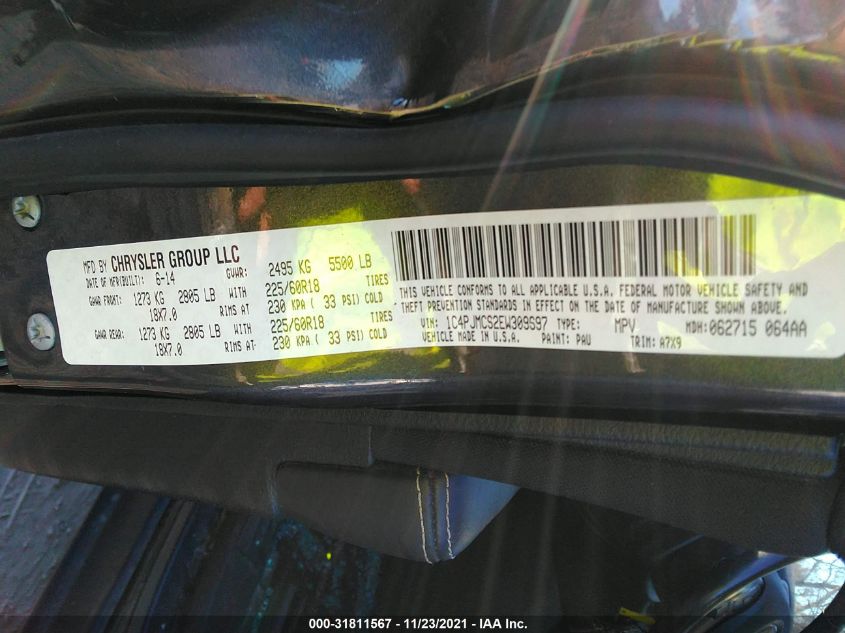 MFD BY CHRYSLER GROUP LLC
DATE OF MFR(BUILT): 6-14 GVWR: 2495 KG 5500 LB
GAWR FRONT: 1273 KG 2805 LB WITH 225/60R18 TIRES
18X7.0 RIMS AT 230 KPA ( 33 PSI) COLD
GAWR REAR: 1273 KG 2805 LB WITH 225/60R18 TIRES
18X7.0 RIMS AT 230 KPA ( 33 PSI) COLD
THIS VEHICLE CONFORMS TO ALL APPLICABLE U.S.A. FEDERAL MOTOR VEHICLE SAFETY AND
THEFT PREVENTION STANDARDS IN EFFECT ON THE DATE OF MANUFACTURE SHOWN ABOVE.
VIN: 1C4PJMCS2EW309597 TYPE: MPV MDH: 062715 064AA
VEHICLE MADE IN U.S.A. PAINT: PAU TRIM: A7X9
000-31811567 - 11/23/2021 - IAA Inc.